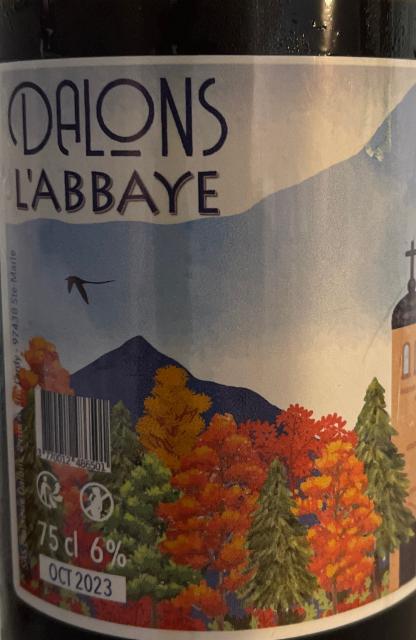 DALONS
L'ABBAYE
97438 Ste Marie
75 cl 6%
OCT 2023